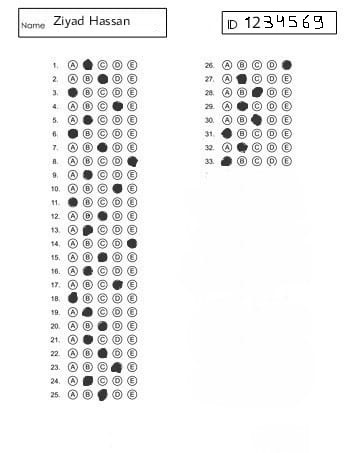 Name Ziyad Hassan
ID 1234569
1. A C D E
2. A B D E
3. B C D E
4. A B C E
5. A C D E
6. B C D E
7. A B D E
8. A B C D
9. A C D E
10. A B C E
11. B C D E
12. A B D E
13. A C D E
14. A B C D
15. A B D E
16. A C D E
17. A B C E
18. B C D E
19. A C D E
20. A B D E
21. A C D E
22. A B D E
23. A B C E
24. A C D E
25. A B D E
26. A B C D
27. A C D E
28. A B D E
29. A C D E
30. A B D E
31. B C D E
32. A C D E
33. B C D E